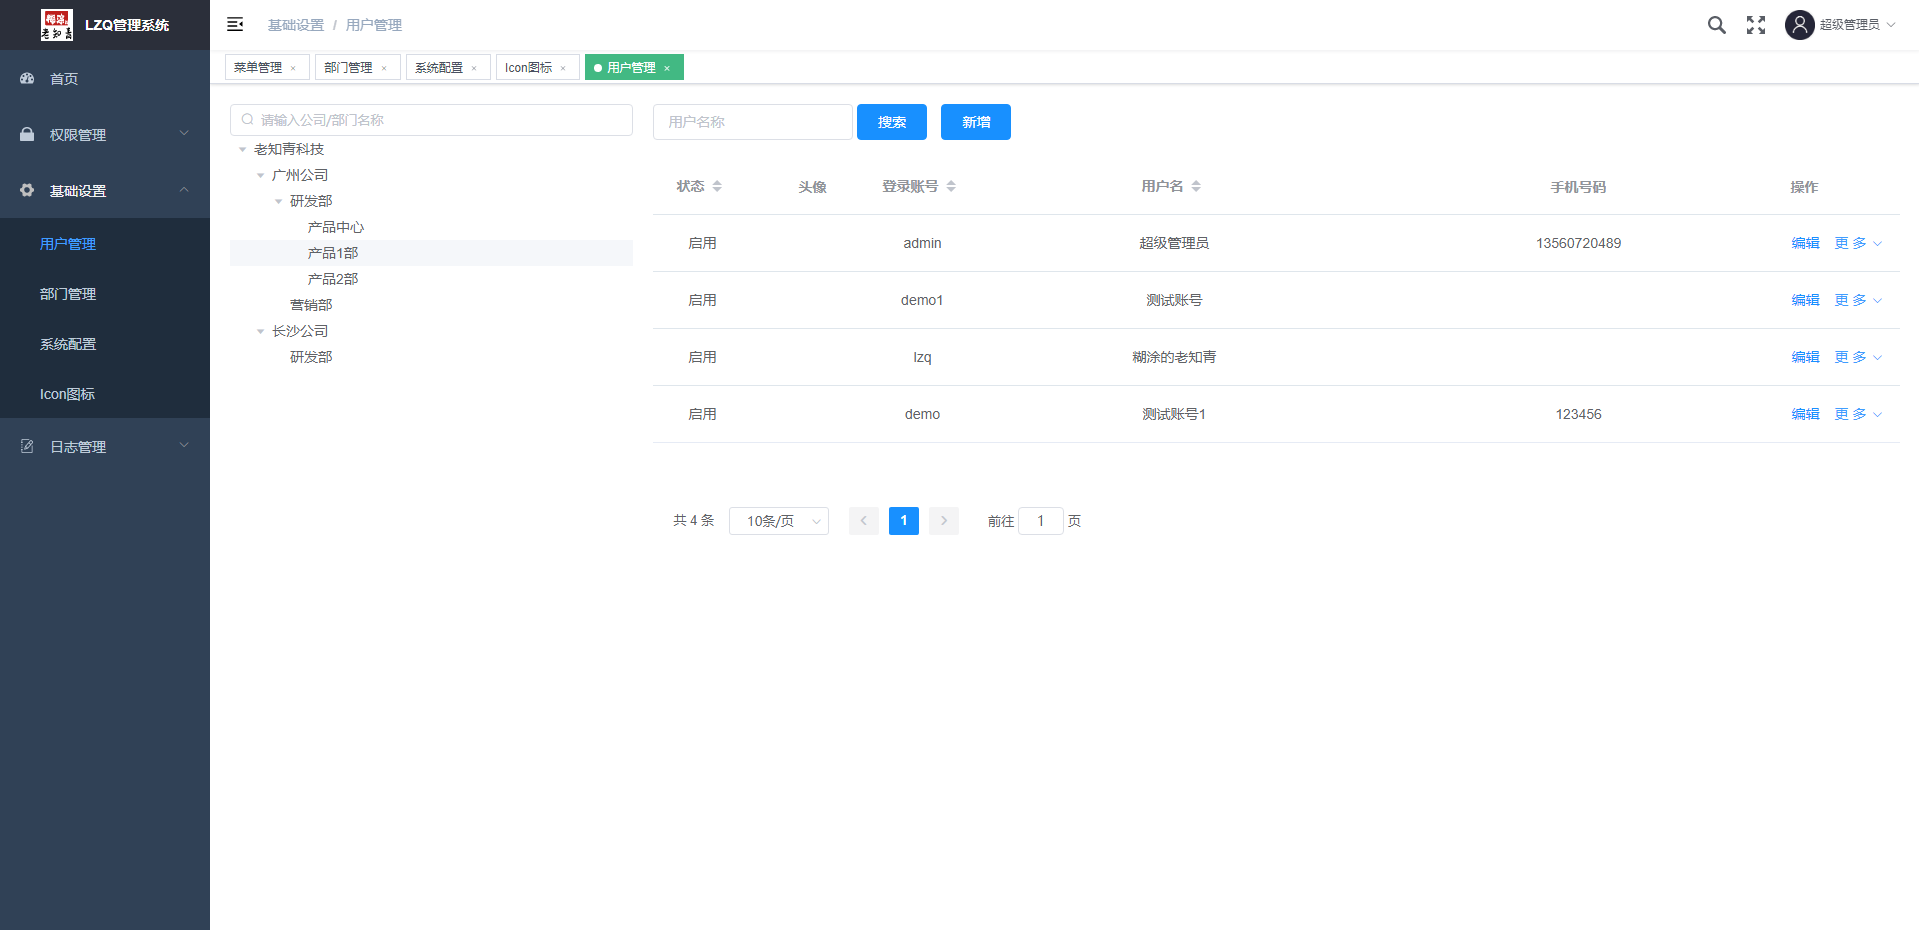 糊涂
老知青
LZQ管理系统
首页
权限管理
基础设置
用户管理
部门管理
系统配置
Icon图标
日志管理
基础设置 / 用户管理
超级管理员
菜单管理 ×
部门管理 ×
系统配置 ×
Icon图标 ×
用户管理 ×
请输入公司/部门名称
老知青科技
广州公司
研发部
产品中心
产品1部
产品2部
营销部
长沙公司
研发部
用户名称 搜索 新增
状态 头像 登录账号 用户名 手机号码 操作
启用 admin 超级管理员 13560720489 编辑 更 多
启用 demo1 测试账号 编辑 更 多
启用 lzq 糊涂的老知青 编辑 更 多
启用 demo 测试账号1 123456 编辑 更 多
共 4 条 10条/页 1 前往 1 页